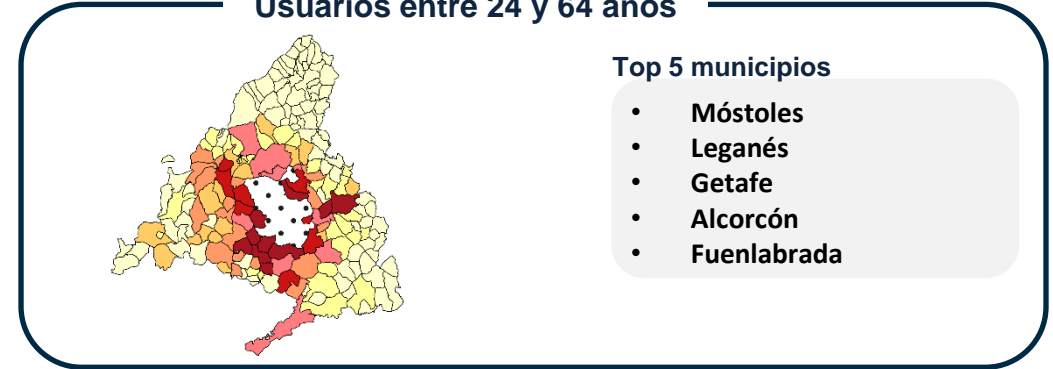 Usuarios entre 24 y 64 años
Top 5 municipios
• Móstoles
• Leganés
• Getafe
• Alcorcón
• Fuenlabrada